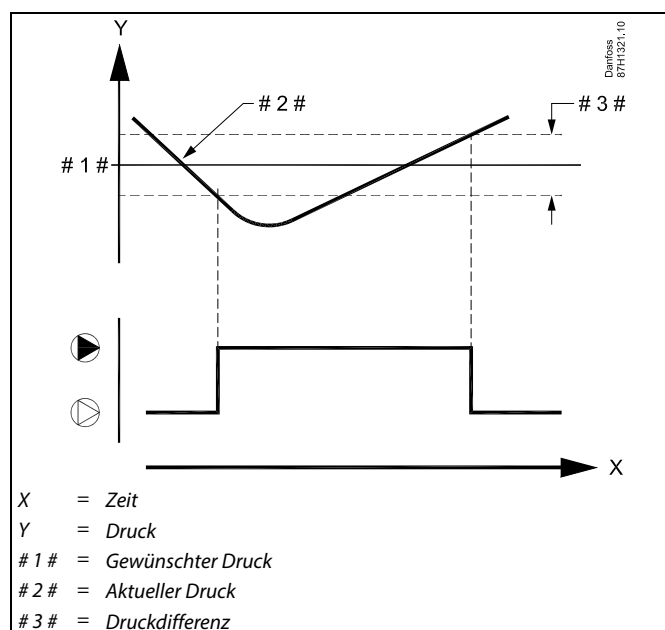 Y
Danfoss
87H1321.10
# 2 #
# 3 #
# 1 #
X
X = Zeit
Y = Druck
# 1 # = Gewünschter Druck
# 2 # = Aktueller Druck
# 3 # = Druckdifferenz